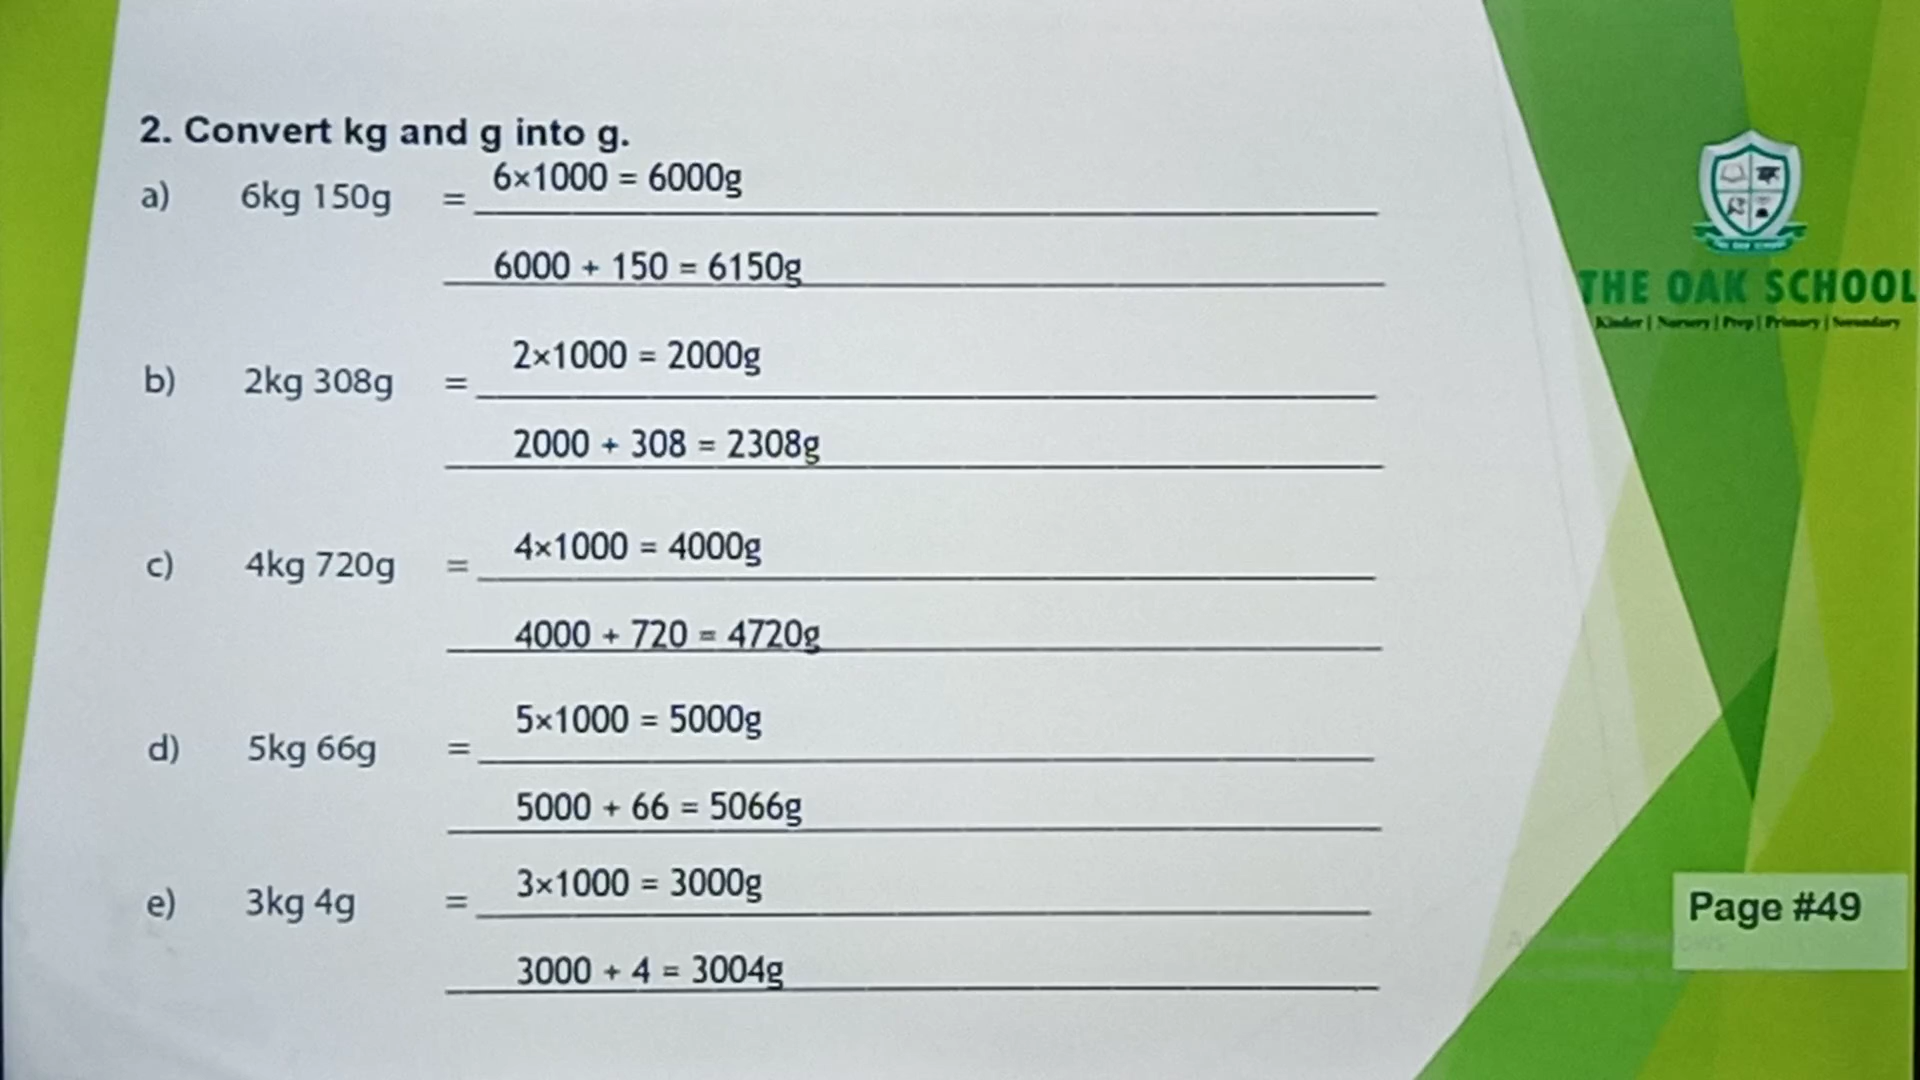 2. Convert kg and g into g.
a) 6kg 150g = 6×1000 = 6000g
6000 + 150 = 6150g
b) 2kg 308g = 2×1000 = 2000g
2000 + 308 = 2308g
c) 4kg 720g = 4×1000 = 4000g
4000 + 720 = 4720g
d) 5kg 66g = 5×1000 = 5000g
5000 + 66 = 5066g
e) 3kg 4g = 3×1000 = 3000g
3000 + 4 = 3004g
THE OAK SCHOOL
Kinder | Nursery | Prep | Primary | Secondary
Page #49